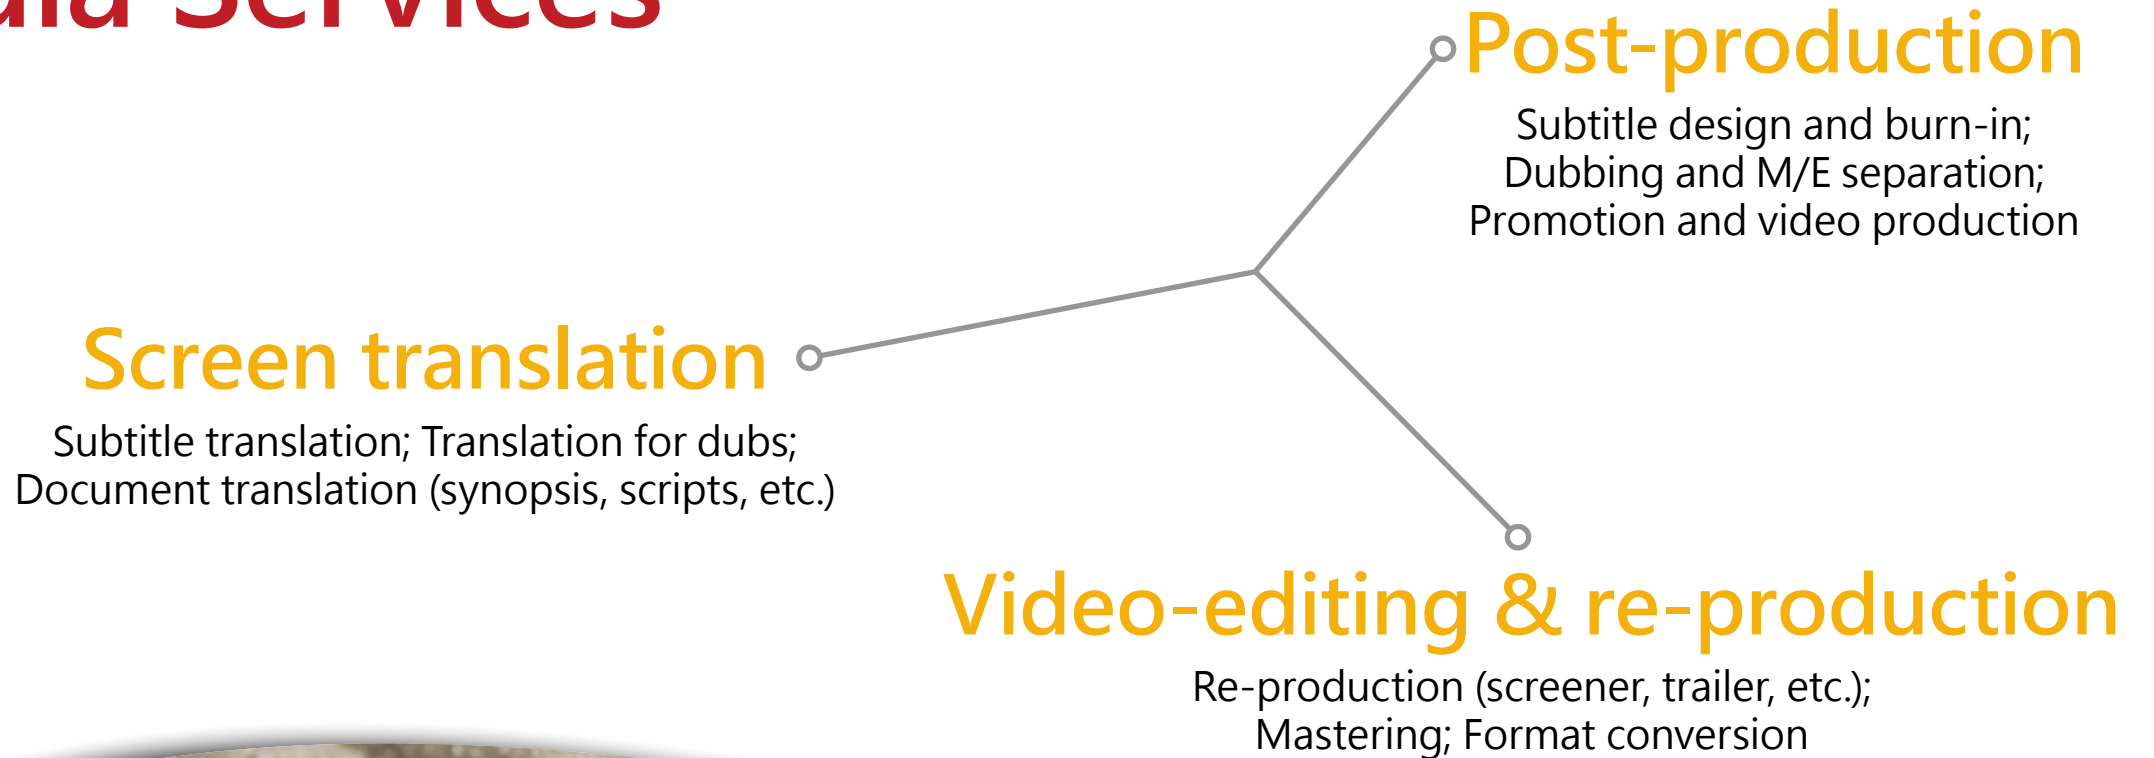 Services
Post-production
Subtitle design and burn-in;
Dubbing and M/E separation;
Promotion and video production
Screen translation
Subtitle translation; Translation for dubs;
Document translation (synopsis, scripts, etc.)
Video-editing & re-production
Re-production (screener, trailer, etc.);
Mastering; Format conversion